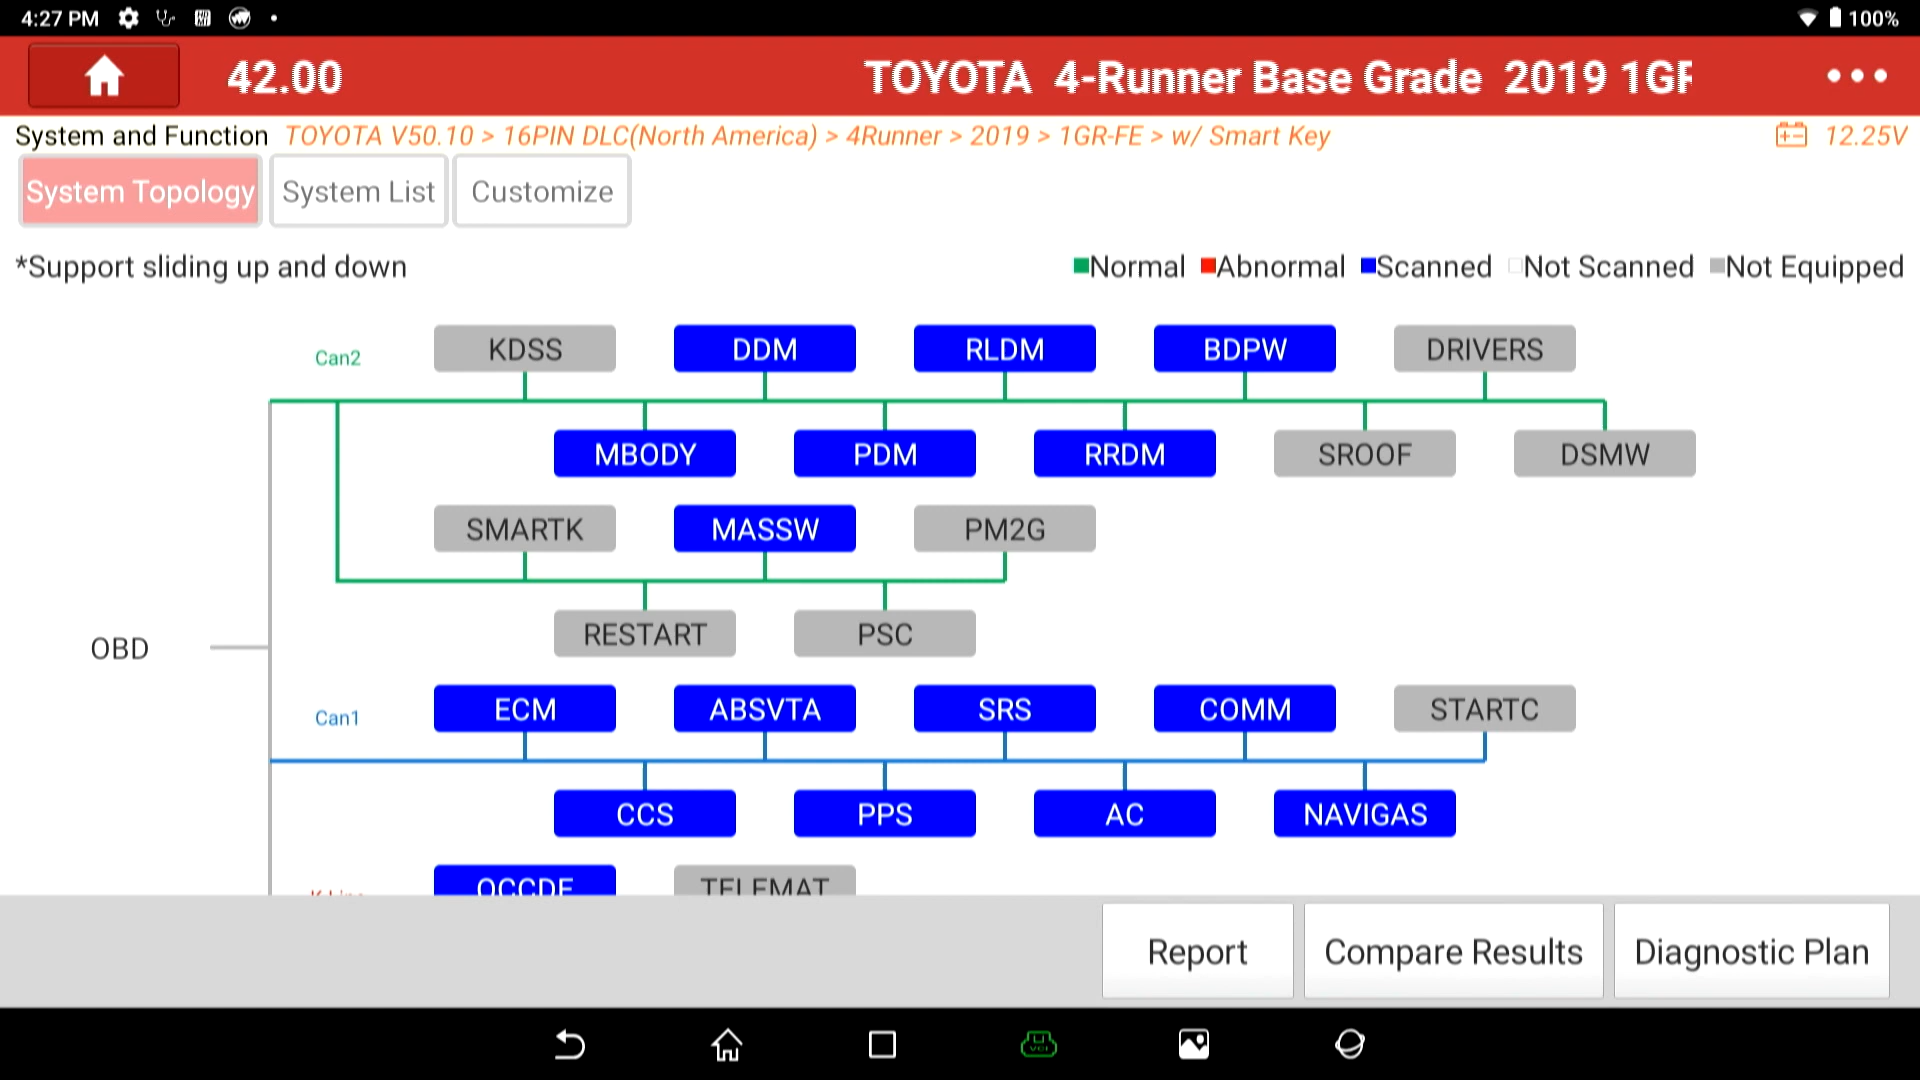 4:27 PM 100%
42.00 TOYOTA 4-Runner Base Grade 2019 1GF
System and Function TOYOTA V50.10 > 16PIN DLC(North America) > 4Runner > 2019 > 1GR-FE > w/ Smart Key 12.25V
System Topology System List Customize
*Support sliding up and down Normal Abnormal Scanned Not Scanned Not Equipped
Can2 KDSS DDM RLDM BDPW DRIVERS
MBODY PDM RRDM SROOF DSMW
SMARTK MASSW PM2G
RESTART PSC
OBD
Can1 ECM ABSVTA SRS COMM STARTC
CCS PPS AC NAVIGAS
TELEMAT
Report Compare Results Diagnostic Plan
VCI